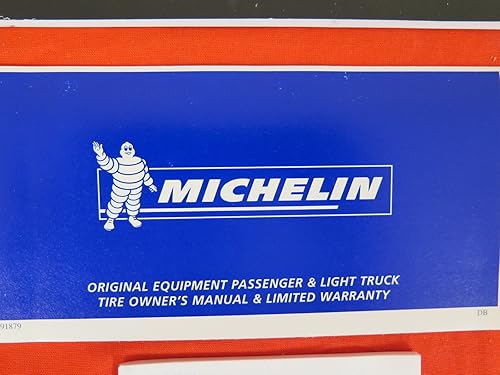 MICHELIN
ORIGINAL EQUIPMENT PASSENGER & LIGHT TRUCK
TIRE OWNER'S MANUAL & LIMITED WARRANTY
91879
DB